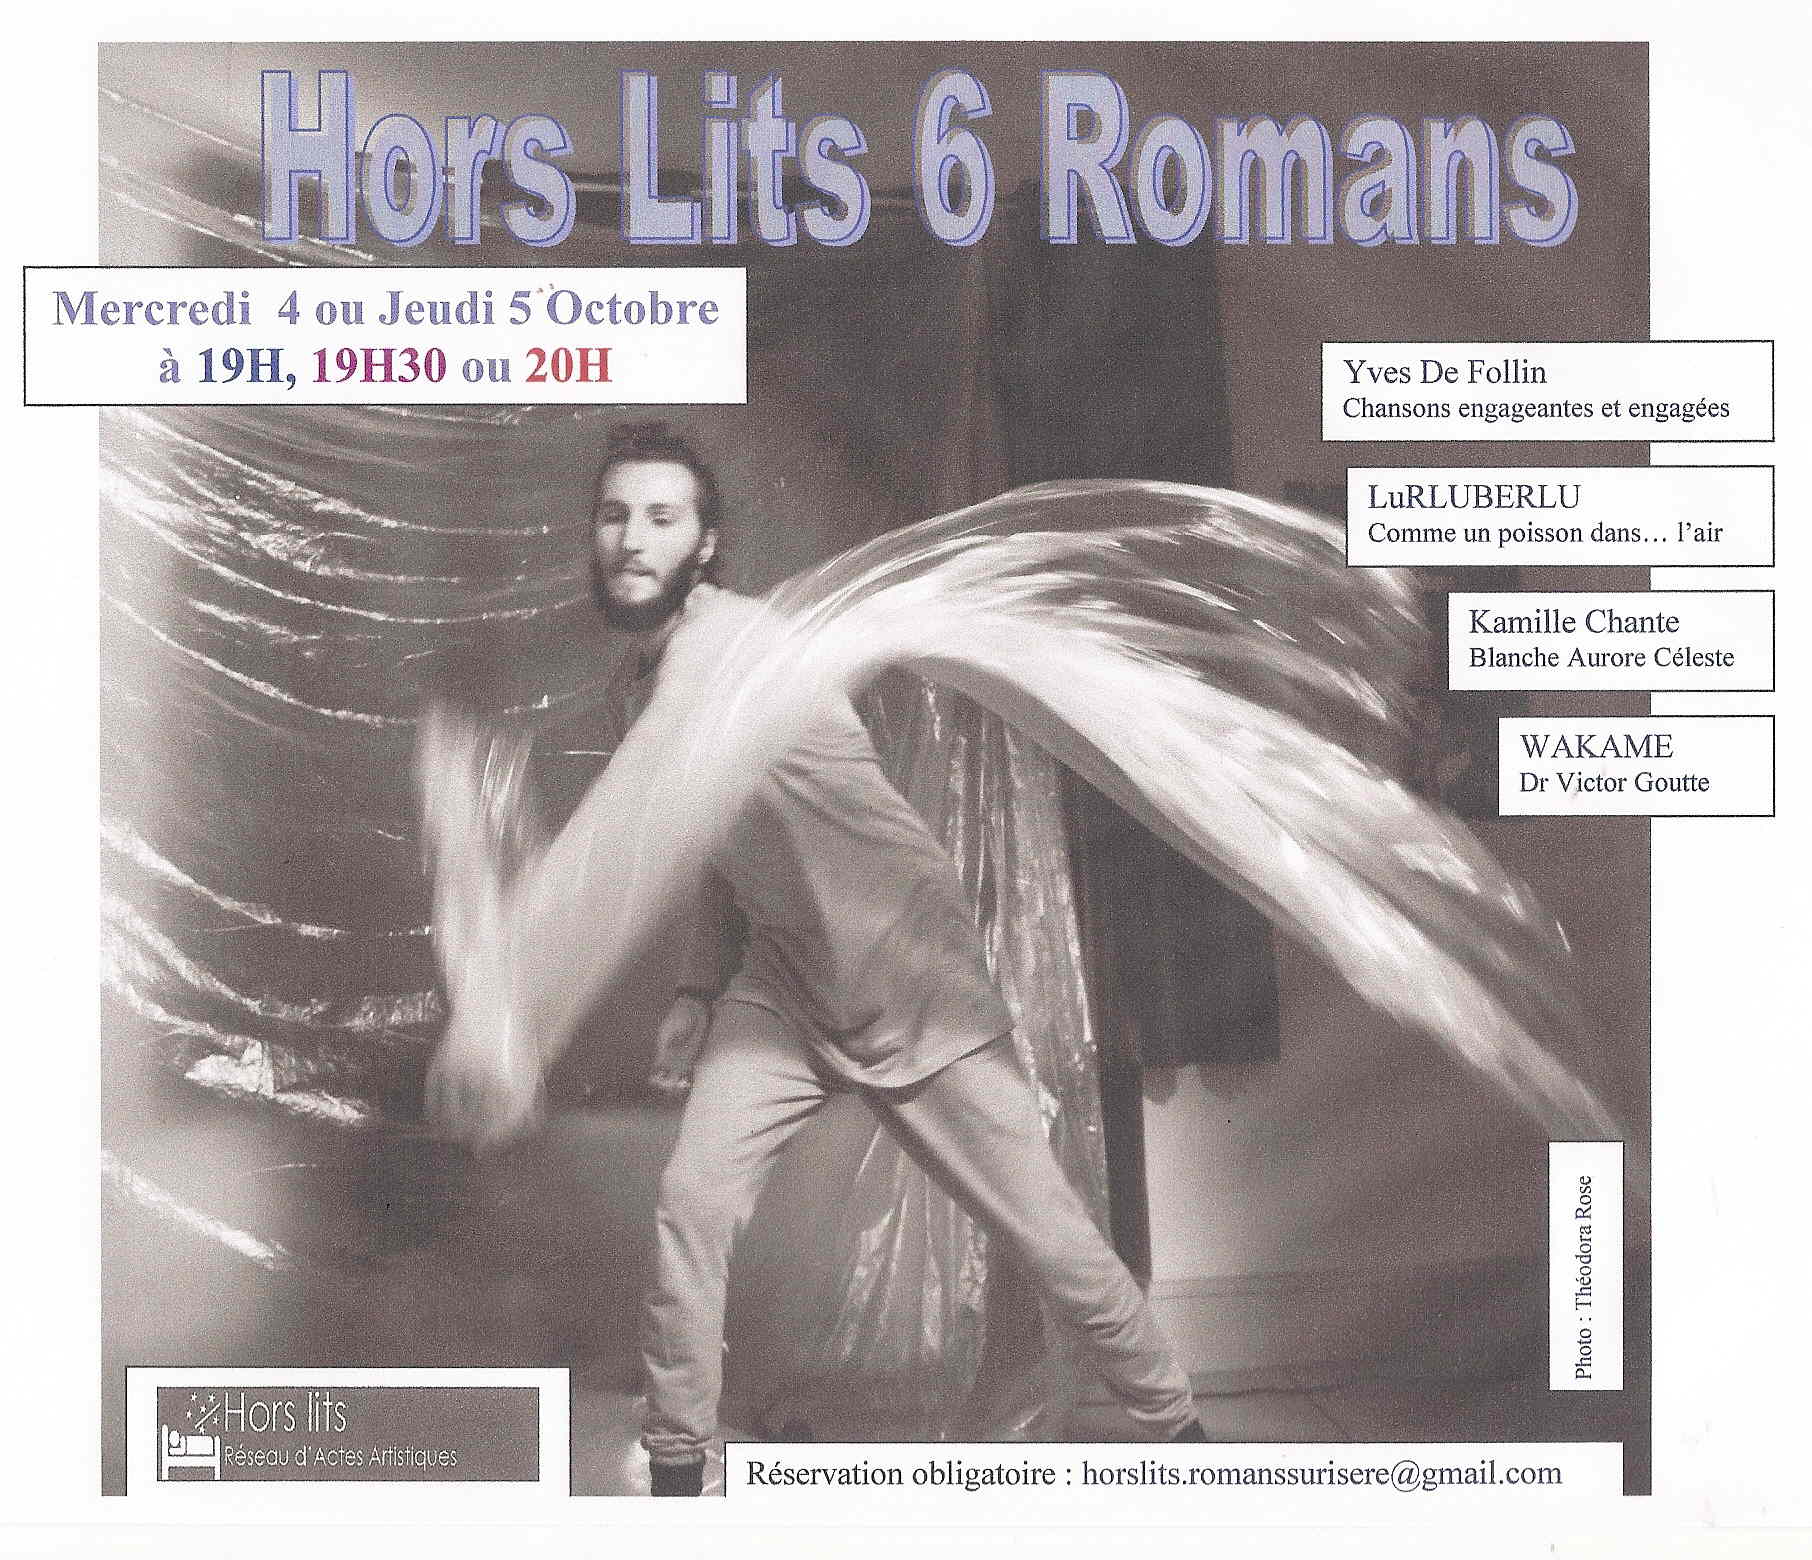 Hors Lits 6 Romans
Mercredi 4 ou Jeudi 5 Octobre
à 19H, 19H30 ou 20H
Yves De Follin
Chansons engageantes et engagées
LuRLUBERLU
Comme un poisson dans… l'air
Kamille Chante
Blanche Aurore Céleste
WAKAME
Dr Victor Goutte
Photo : Théodora Rose
Hors lits
Réseau d'Actes Artistiques
Réservation obligatoire : horslits.romanssurisere@gmail.com